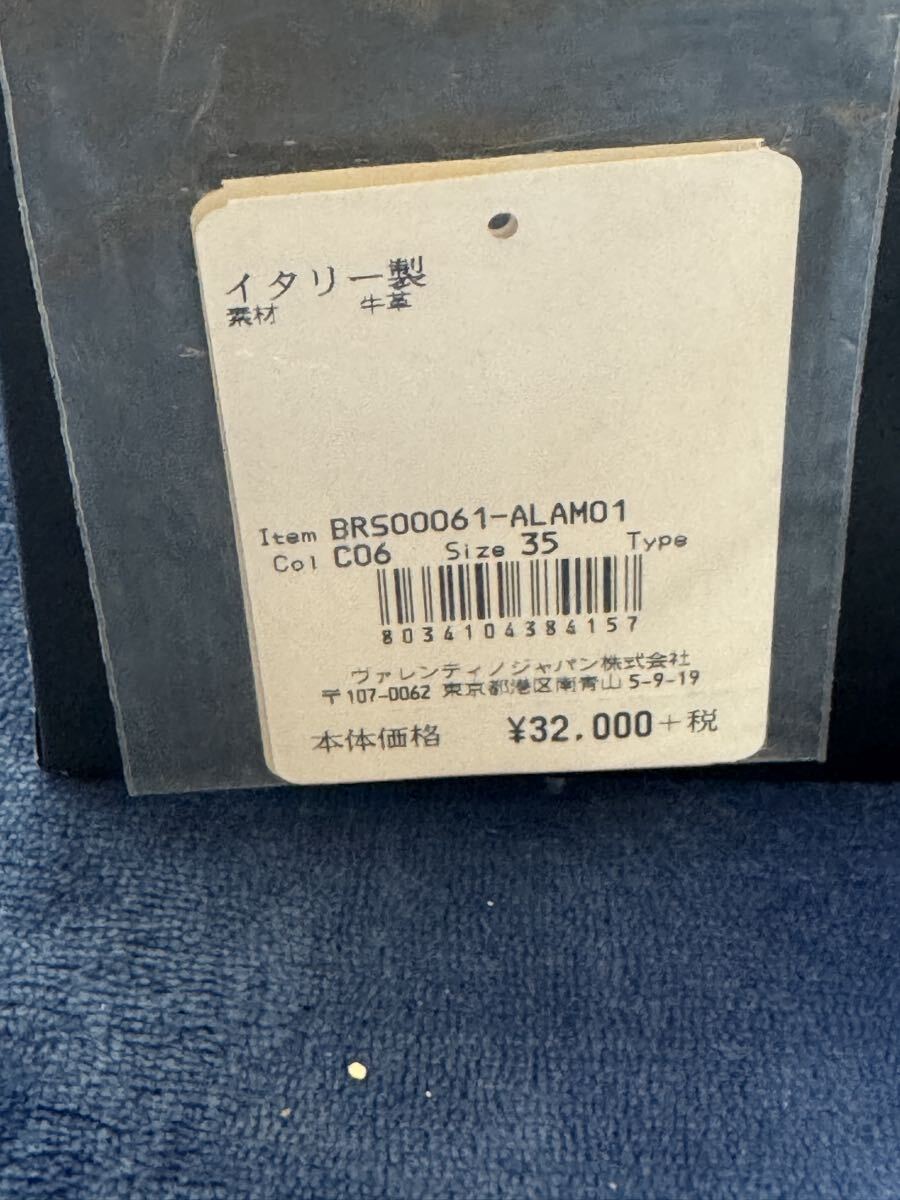 イタリー製
素材 牛革
Item BRS00061-ALAM01
Col C06 Size 35 Type
8034104384157
ヴァレンティノジャパン株式会社
〒107-0062 東京都港区南青山 5-9-19
本体価格 ¥32,000+税